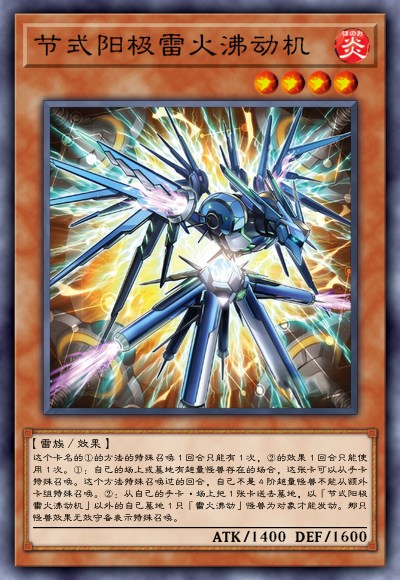 节式阳极雷火沸动机
炎
ほのお
【雷族/效果】
这个卡名的①的方法的特殊召唤1回合只能有1次，②的效果1回合只能使
用1次。①：自己的场上或墓地有超量怪兽存在的场合，这张卡可以从手卡
特殊召唤。这个方法特殊召唤过的回合，自己不是4阶超量怪兽不能从额外
卡组特殊召唤。②：从自己的手卡·场上把1张卡送去墓地，以「节式阳极
雷火沸动机」以外的自己墓地1只「雷火沸动」怪兽为对象才能发动。那只
怪兽效果无效守备表示特殊召唤。
ATK/1400 DEF/1600